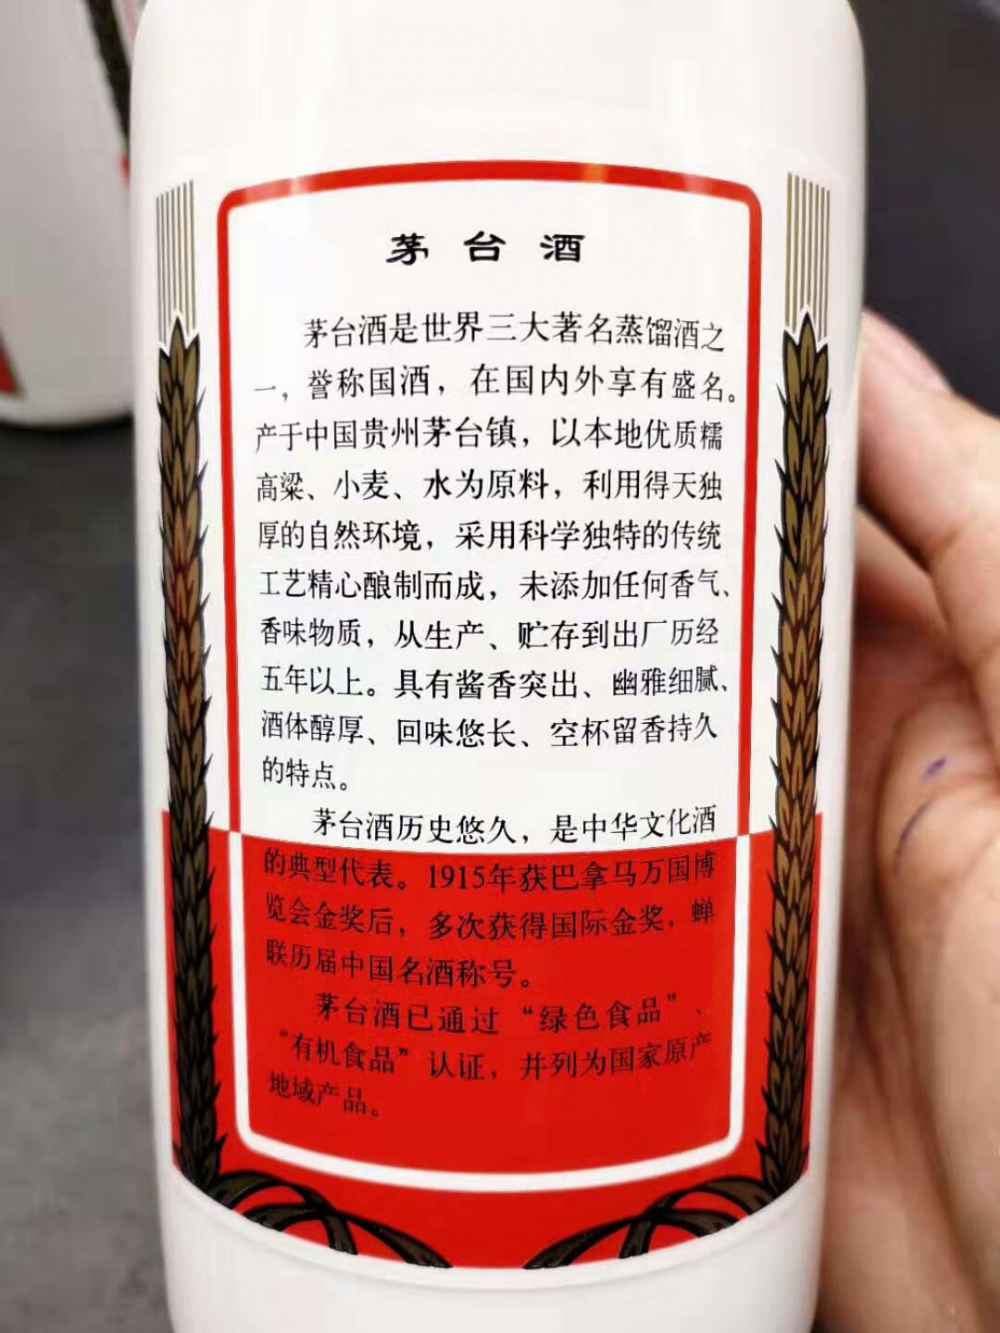 茅台酒
茅台酒是世界三大著名蒸馏酒之
一，誉称国酒，在国内外享有盛名。
产于中国贵州茅台镇，以本地优质糯
高粱、小麦、水为原料，利用得天独
厚的自然环境，采用科学独特的传统
工艺精心酿制而成，未添加任何香气、
香味物质，从生产、贮存到出厂历经
五年以上。具有酱香突出、幽雅细腻、
酒体醇厚、回味悠长、空杯留香持久
的特点。
茅台酒历史悠久，是中华文化酒
的典型代表。1915年获巴拿马万国博
览会金奖后，多次获得国际金奖，蝉
联历届中国名酒称号。
茅台酒已通过“绿色食品”、
“有机食品”认证，并列为国家原产
地域产品。